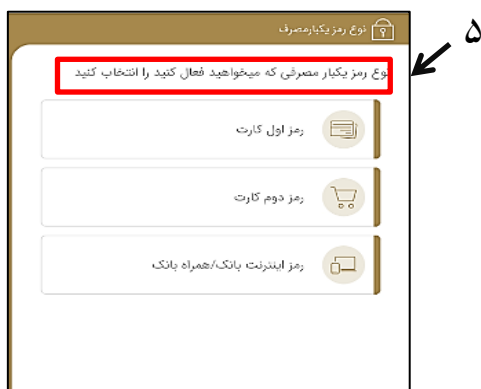 نوع رمز یکبارمصرف
۵
نوع رمز یکبار مصرفی که میخواهید فعال کنید را انتخاب کنید
رمز اول کارت
رمز دوم کارت
رمز اینترنت بانک/همراه بانک